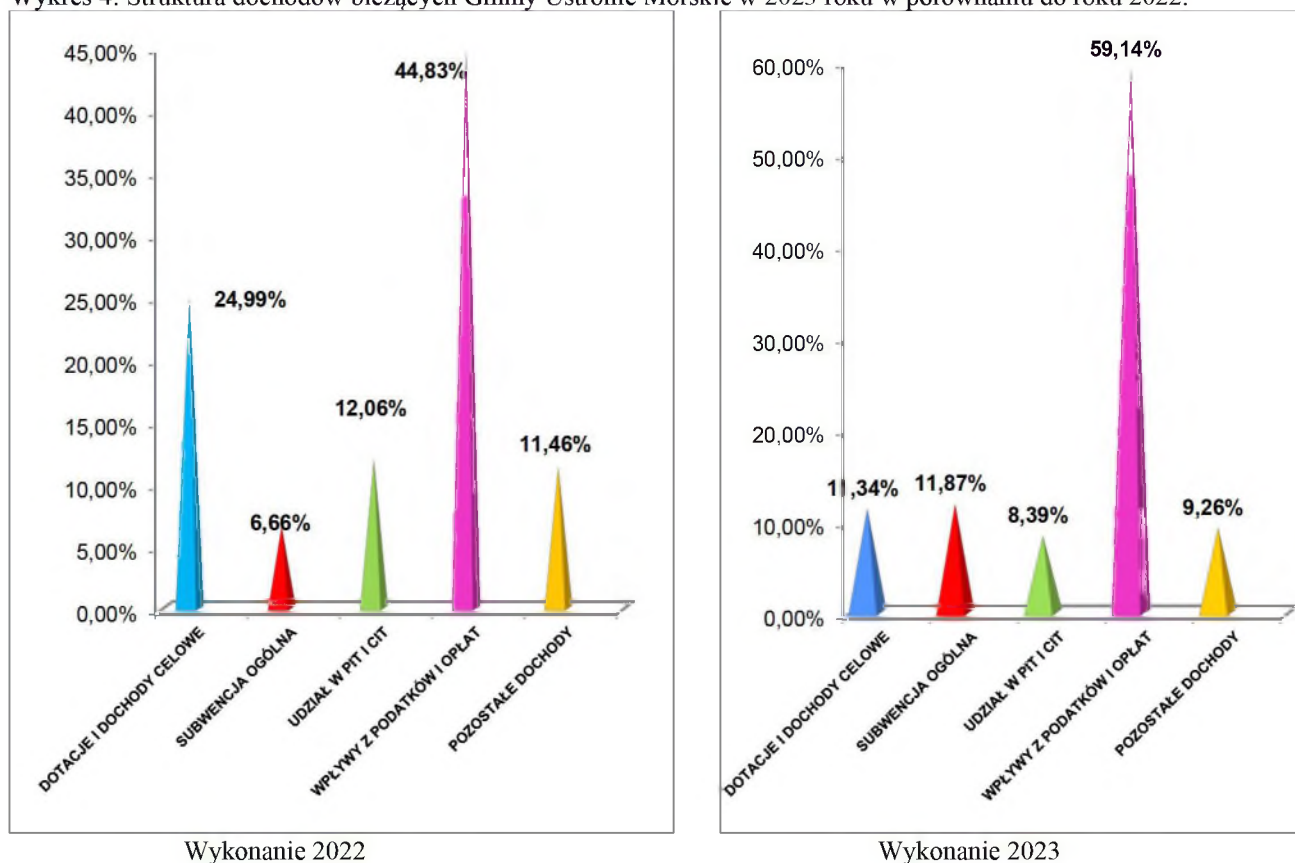 Wykres 4. Struktura dochodów bieżących Gminy Ustronie Morskie w 2023 roku w porównaniu do roku 2022.
45,00%
40,00%
35,00%
30,00%
25,00%
20,00%
15,00%
10,00%
5,00%
0,00%
44,83%
24,99%
12,06%
11,46%
6,66%
DOTACJE I DOCHODY CELOWE
SUBWENCJA OGÓLNA
UDZIAŁ W PIT I CIT
WPŁYWY Z PODATKÓW I OPŁAT
POZOSTAŁE DOCHODY
Wykonanie 2022
60,00%
50,00%
40,00%
30,00%
20,00%
10,00%
0,00%
59,14%
11,34%
11,87%
8,39%
9,26%
DOTACJE I DOCHODY CELOWE
SUBWENCJA OGÓLNA
UDZIAŁ W PIT I CIT
WPŁYWY Z PODATKÓW I OPŁAT
POZOSTAŁE DOCHODY
Wykonanie 2023